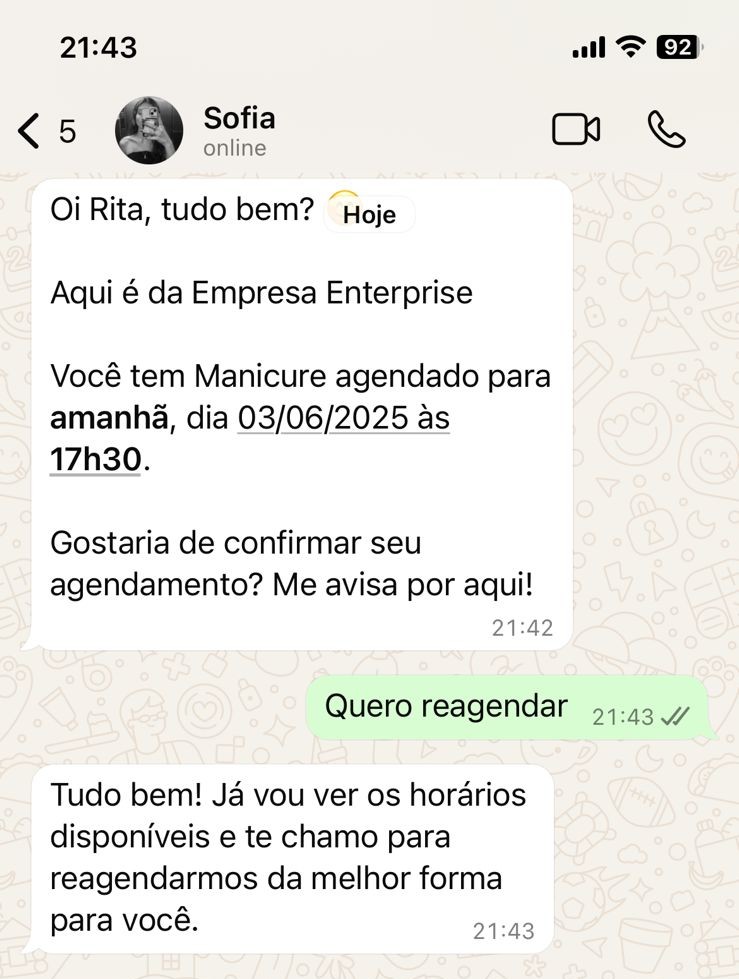 21:43
92
5
Sofia
online
Oi Rita, tudo bem?
Hoje
Aqui é da Empresa Enterprise
Você tem Manicure agendado para
amanhã, dia 03/06/2025 às
17h30.
Gostaria de confirmar seu
agendamento? Me avisa por aqui!
21:42
Quero reagendar
21:43
Tudo bem! Já vou ver os horários
disponíveis e te chamo para
reagendarmos da melhor forma
para você.
21:43